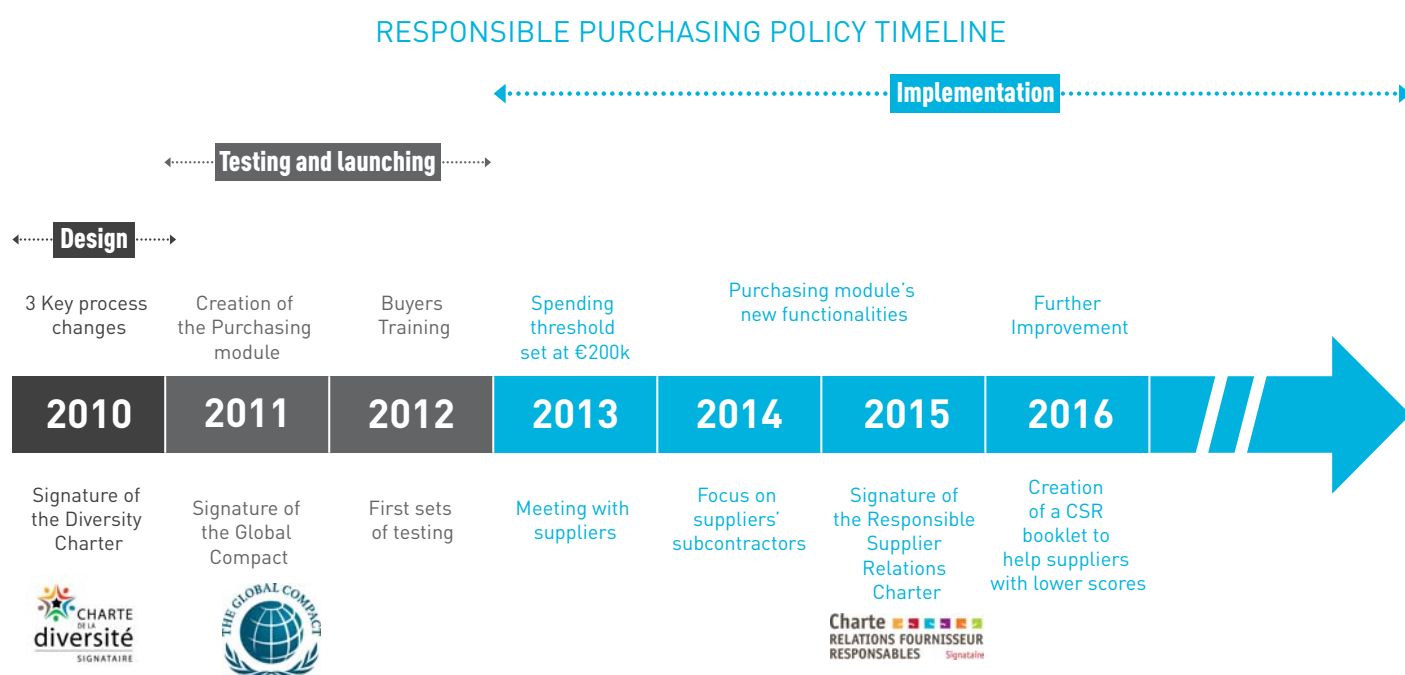 RESPONSIBLE PURCHASING POLICY TIMELINE
Implementation
Testing and launching
Design
3 Key process
changes
Creation of
the Purchasing
module
Buyers
Training
Spending
threshold
set at €200k
Purchasing module's
new functionalities
Further
Improvement
2010
2011
2012
2013
2014
2015
2016
Signature of
the Diversity
Charter
Signature of
the Global
Compact
First sets
of testing
Meeting with
suppliers
Focus on
suppliers'
subcontractors
Signature of
the Responsible
Supplier
Relations
Charter
Creation
of a CSR
booklet to
help suppliers
with lower scores
CHARTE
DE LA
diversité
SIGNATAIRE
THE GLOBAL COMPACT
Charte
RELATIONS FOURNISSEUR
RESPONSABLES
Signataire